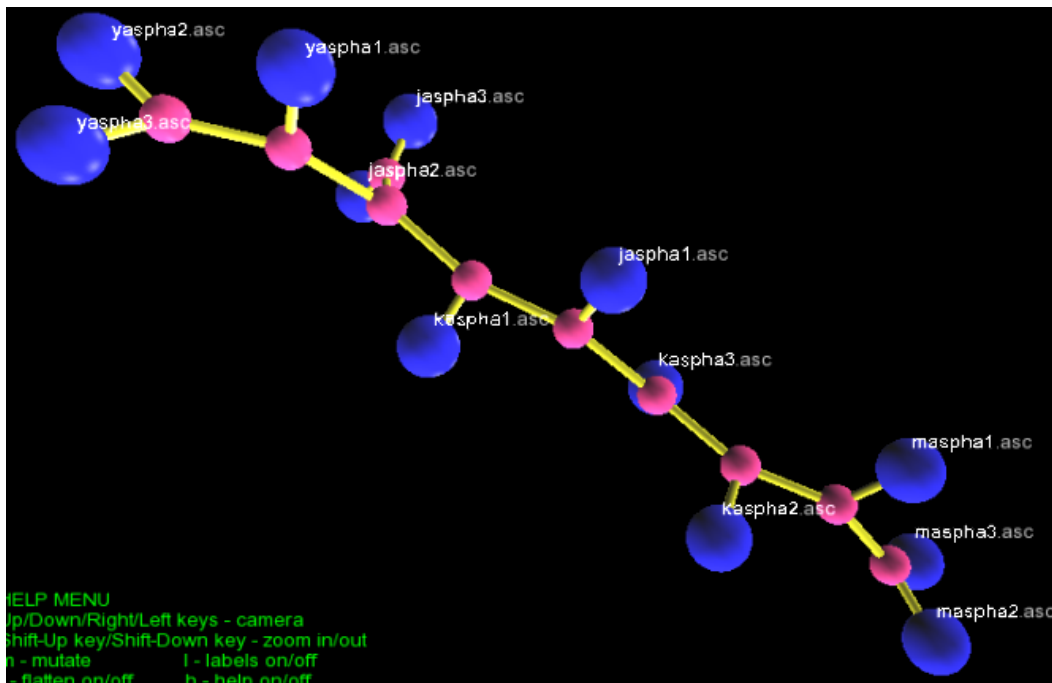 yaspha2.asc
yaspha1.asc
jaspha3.asc
yaspha3.asc
jaspha2.asc
jaspha1.asc
kaspha1.asc
kaspha3.asc
maspha1.asc
kaspha2.asc
maspha3.asc
HELP MENU
maspha2.asc
Up/Down/Right/Left keys - camera
Shift-Up key/Shift-Down key - zoom in/out
m - mutate l - labels on/off
- flatten on/off h - help on/off